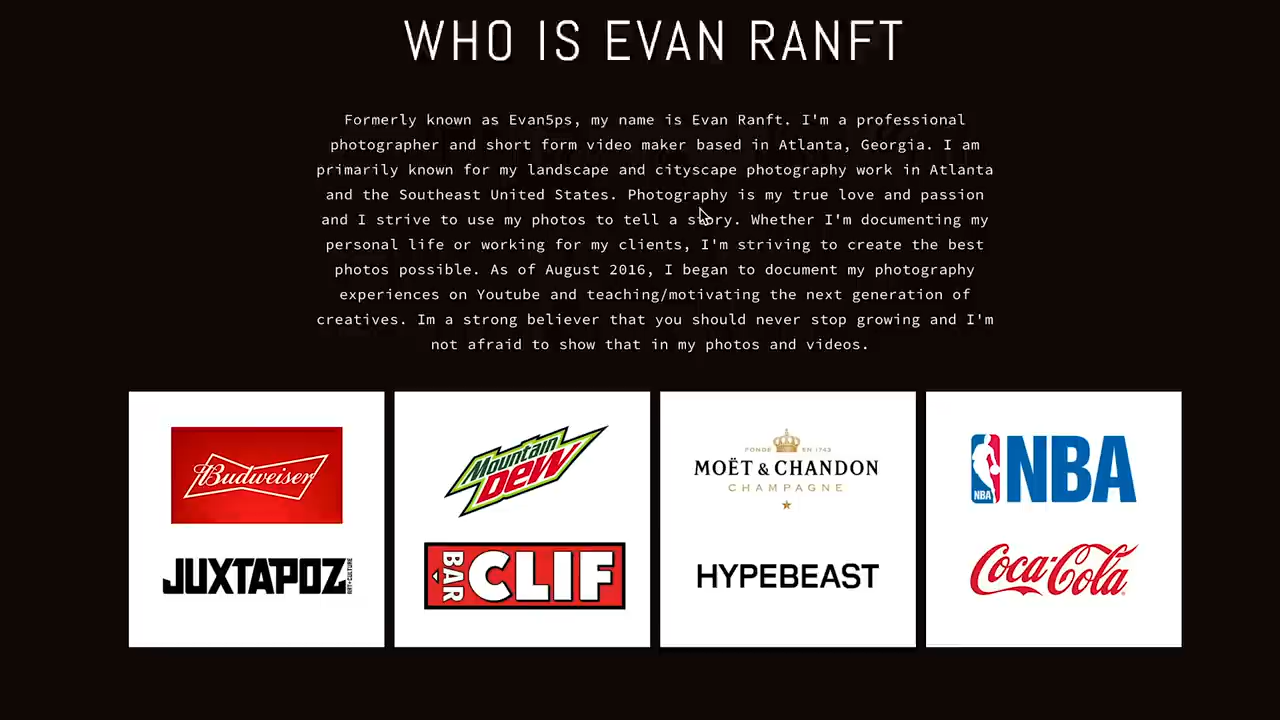 WHO IS EVAN RANFT
Formerly known as Evan5ps, my name is Evan Ranft. I'm a professional
photographer and short form video maker based in Atlanta, Georgia. I am
primarily known for my landscape and cityscape photography work in Atlanta
and the Southeast United States. Photography is my true love and passion
and I strive to use my photos to tell a story. Whether I'm documenting my
personal life or working for my clients, I'm striving to create the best
photos possible. As of August 2016, I began to document my photography
experiences on Youtube and teaching/motivating the next generation of
creatives. Im a strong believer that you should never stop growing and I'm
not afraid to show that in my photos and videos.
Budweiser
JUXTAPOZ
ART+CULTURE
Mountain
DEW
CLIF
BAR
FONDÉ EN 1743
MOËT & CHANDON
CHAMPAGNE
HYPEBEAST
NBA
NBA
Coca-Cola